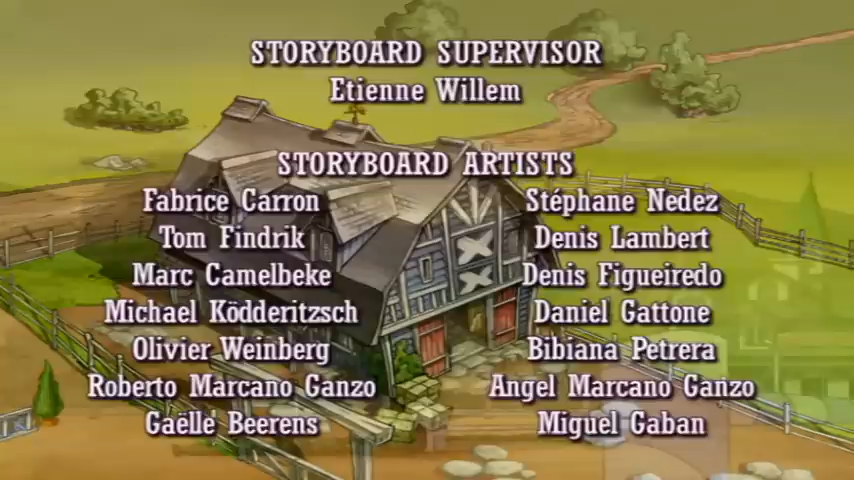 STORYBOARD SUPERVISOR
Etienne Willem
STORYBOARD ARTISTS
Fabrice Carron
Stéphane Nedez
Tom Findrik
Denis Lambert
Marc Camelbeke
Denis Figueiredo
Michael Ködderitzsch
Daniel Gattone
Olivier Weinberg
Bibiana Petrera
Roberto Marcano Ganzo
Angel Marcano Ganzo
Gaëlle Beerens
Miguel Gaban